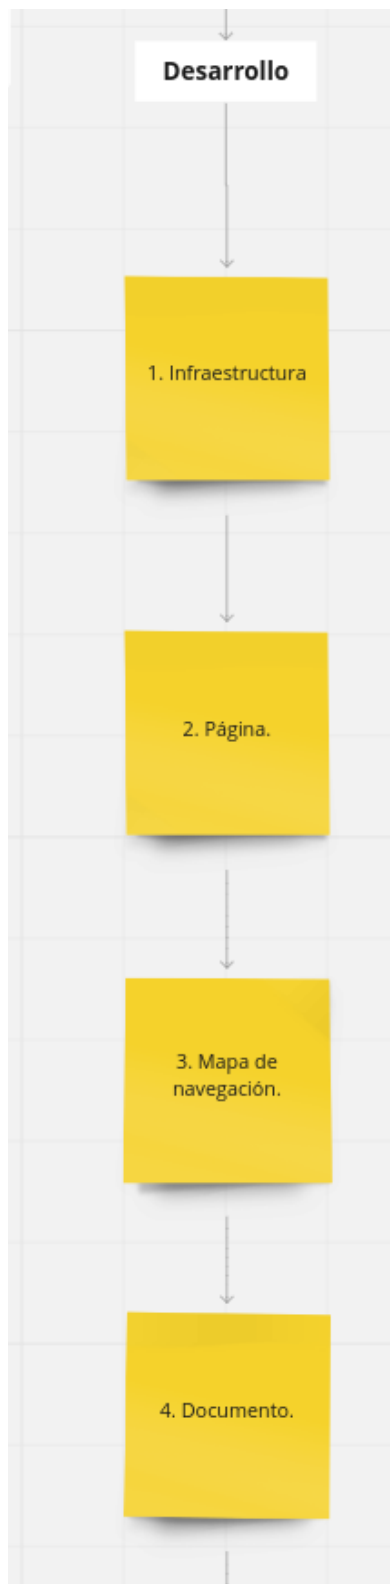 Desarrollo
1. Infraestructura
2. Página.
3. Mapa de
navegación.
4. Documento.